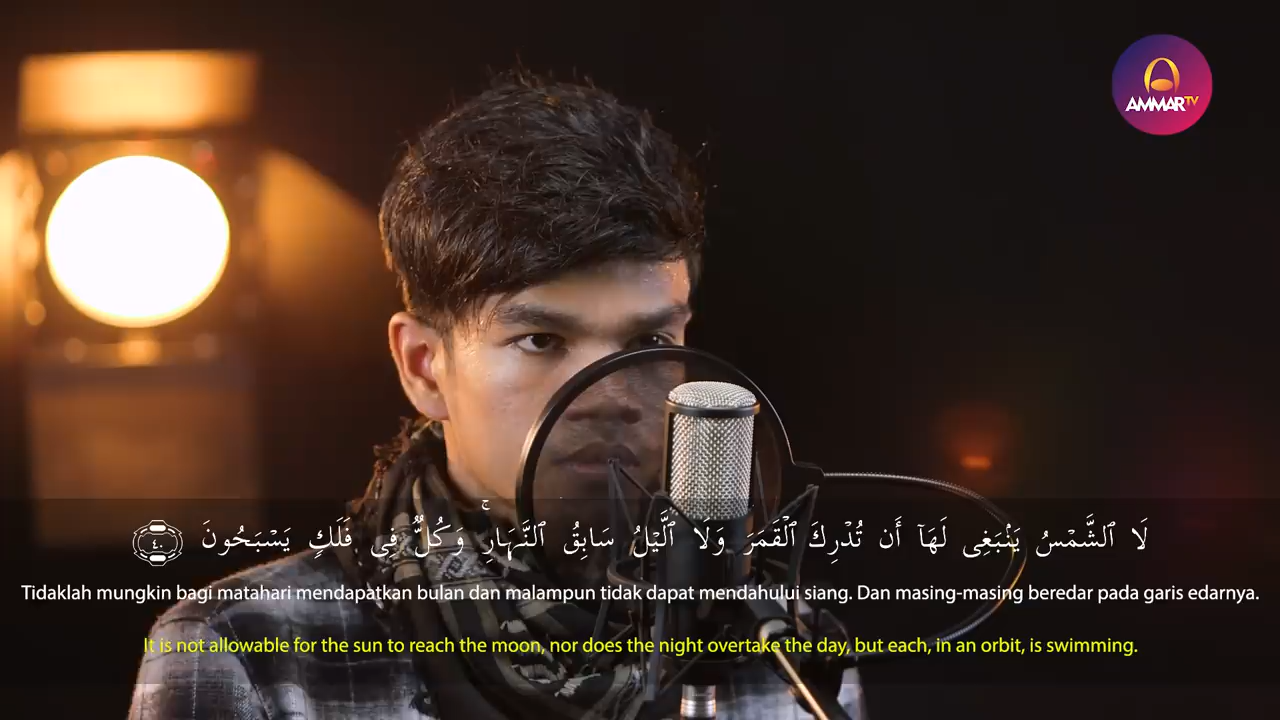 AMMARTV
لَا ٱلشَّمْسُ يَنۢبَغِى لَهَآ أَن تُدْرِكَ ٱلْقَمَرَ وَلَا ٱلَّيْلُ سَابِقُ ٱلنَّهَارِ ۚ وَكُلٌّ فِى فَلَكٍ يَسْبَحُونَ ٤٠
Tidaklah mungkin bagi matahari mendapatkan bulan dan malampun tidak dapat mendahului siang. Dan masing-masing beredar pada garis edarnya.
It is not allowable for the sun to reach the moon, nor does the night overtake the day, but each, in an orbit, is swimming.